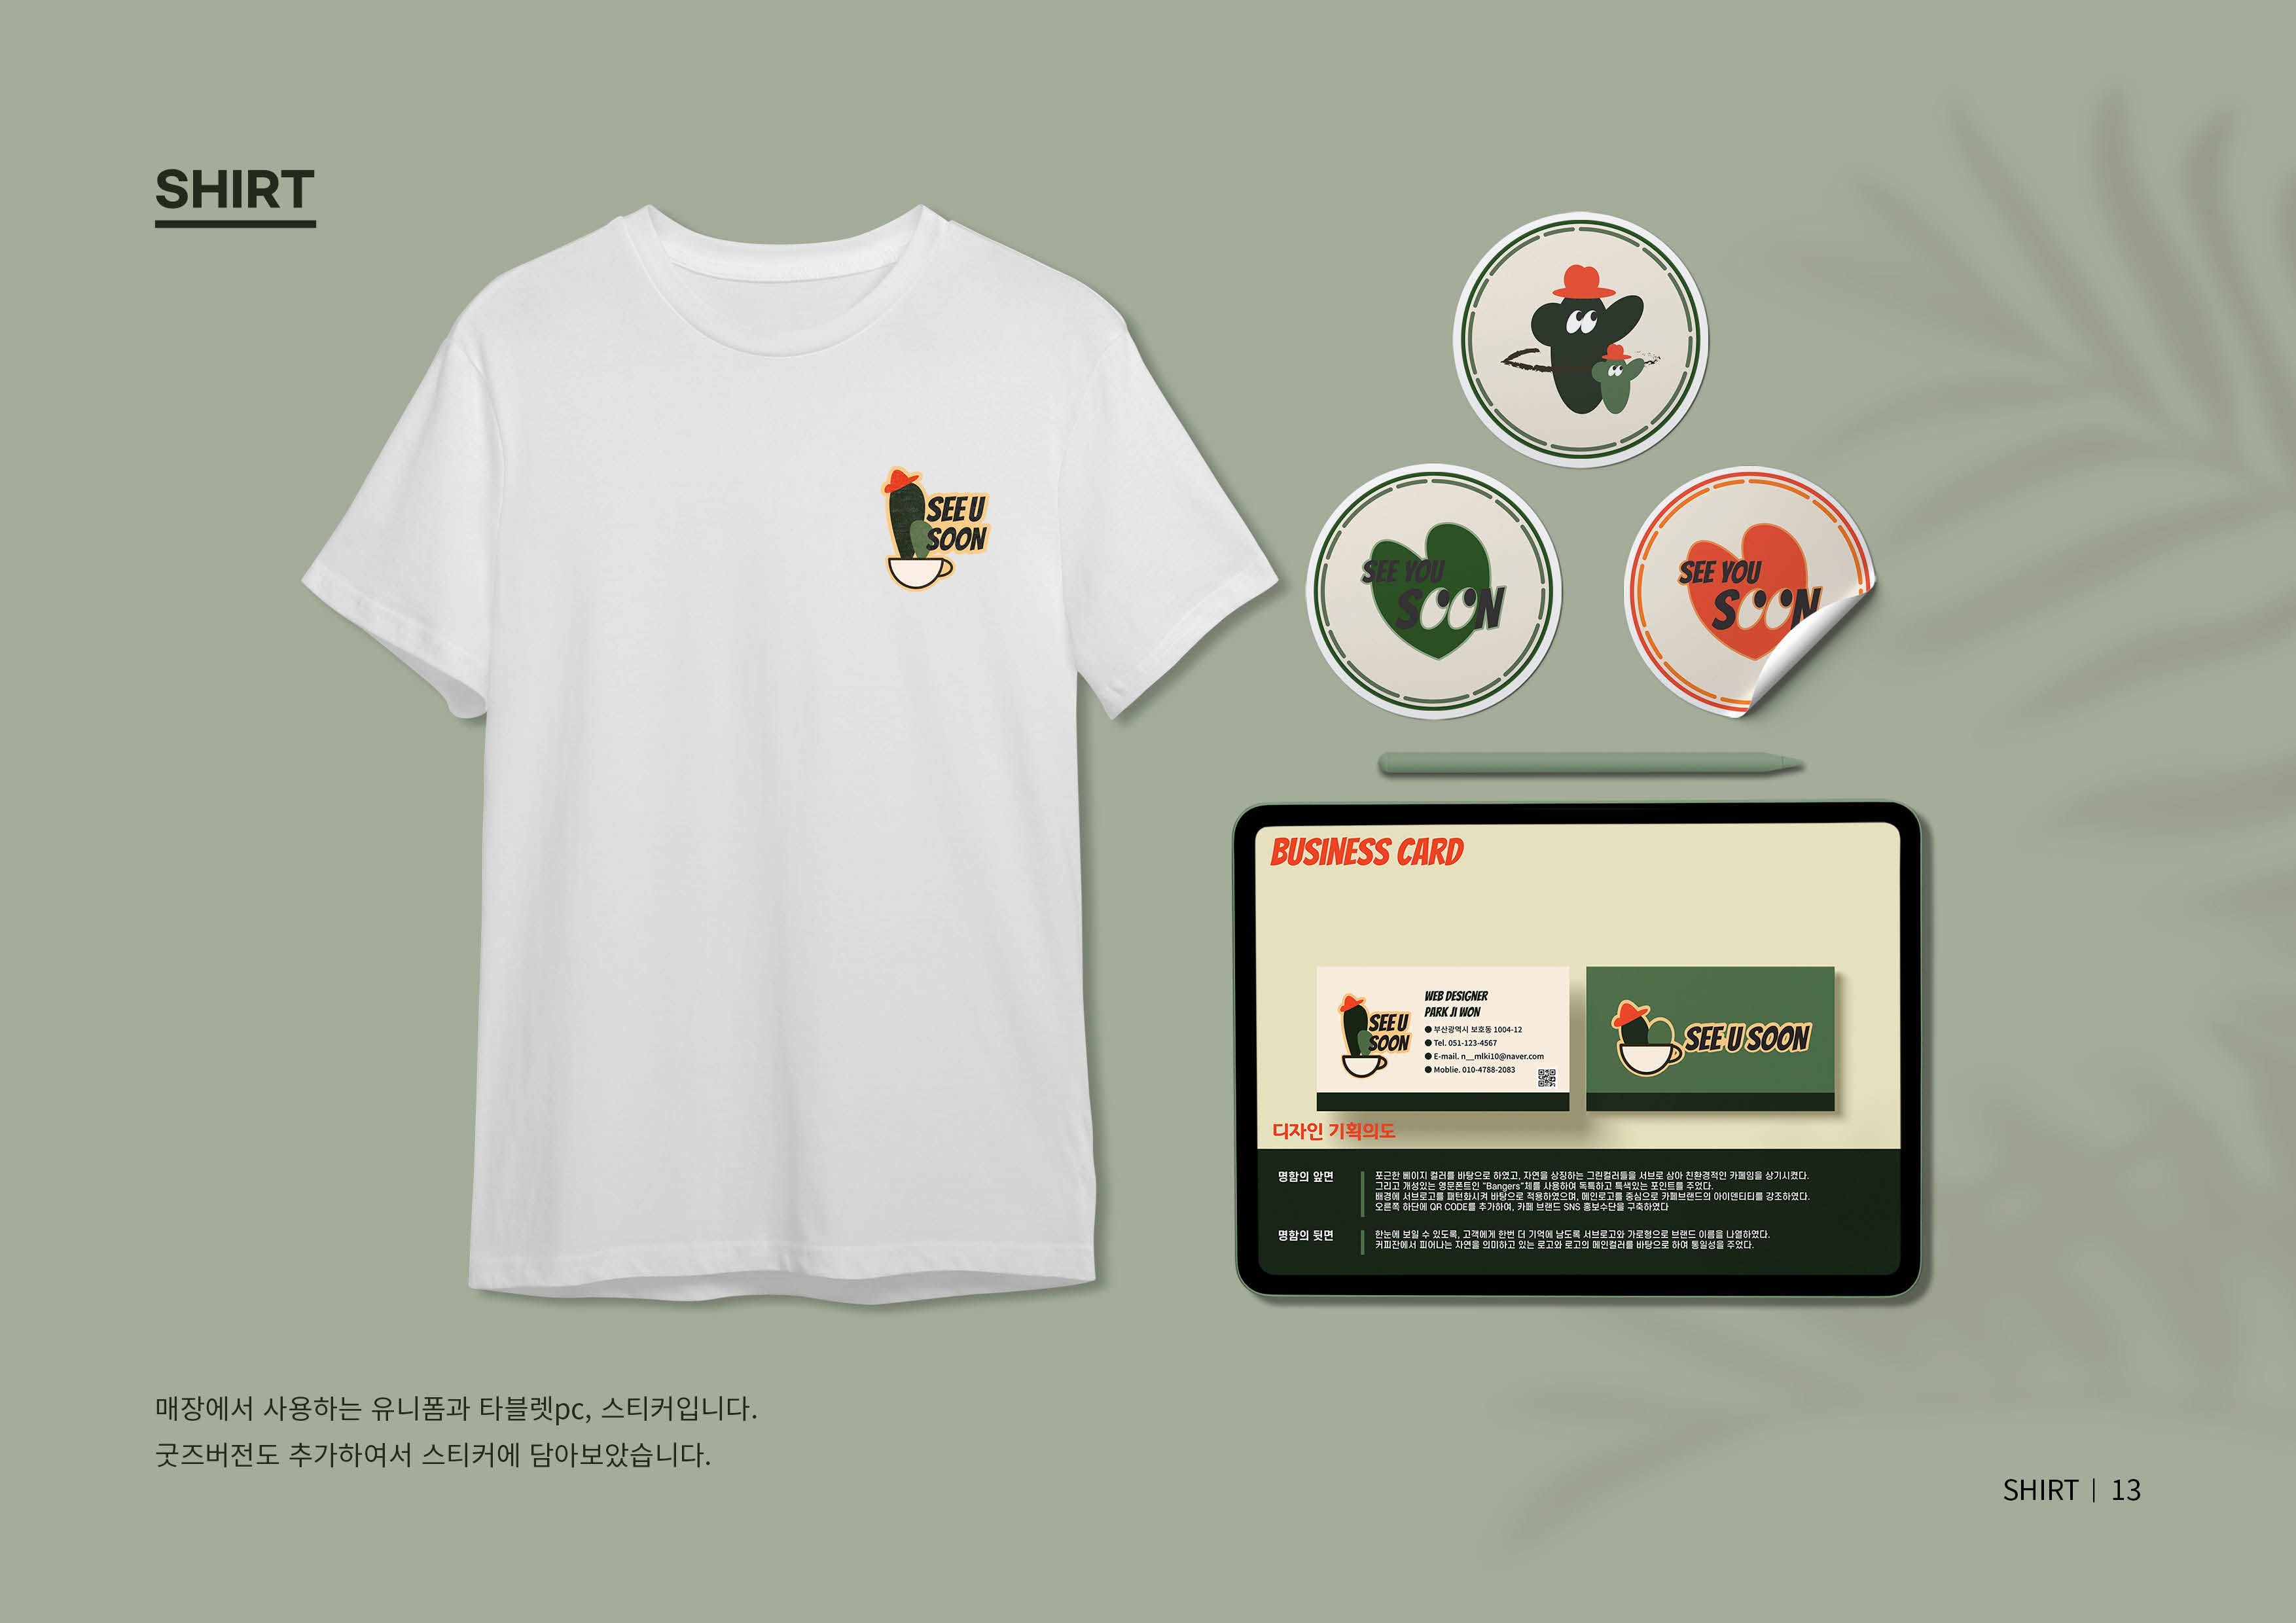 SHIRT
SEE U
SOON
SEE YOU
SOON
SEE YOU
SOON
BUSINESS CARD
SEE U
SOON
WEB DESIGNER
PARK JI WON
● 부산광역시 보호동 1004-12
● Tel. 051-123-4567
● E-mail. n__mlki10@naver.com
● Moblie. 010-4788-2083
SEE U SOON
디자인 기획의도
명함의 앞면
포근한 베이지 컬러를 바탕으로 하였고, 자연을 상징하는 그린컬러들을 서브로 삼아 친환경적인 카페임을 상기시켰다.
그리고 개성있는 영문폰트인 "Bangers"체를 사용하여 독특하고 특색있는 포인트를 주었다.
배경에 서브로고를 패턴화시켜 바탕으로 적용하였으며, 메인로고를 중심으로 카페브랜드의 아이덴티티를 강조하였다.
오른쪽 하단에 QR CODE를 추가하여, 카페 브랜드 SNS 홍보수단을 구축하였다
명함의 뒷면
한눈에 보일 수 있도록, 고객에게 한번 더 기억에 남도록 서브로고와 가로형으로 브랜드 이름을 나열하였다.
커피잔에서 피어나는 자연을 의미하고 있는 로고와 로고의 메인컬러를 바탕으로 하여 통일성을 주었다.
매장에서 사용하는 유니폼과 타블렛pc, 스티커입니다.
굿즈버전도 추가하여서 스티커에 담아보았습니다.
SHIRT | 13